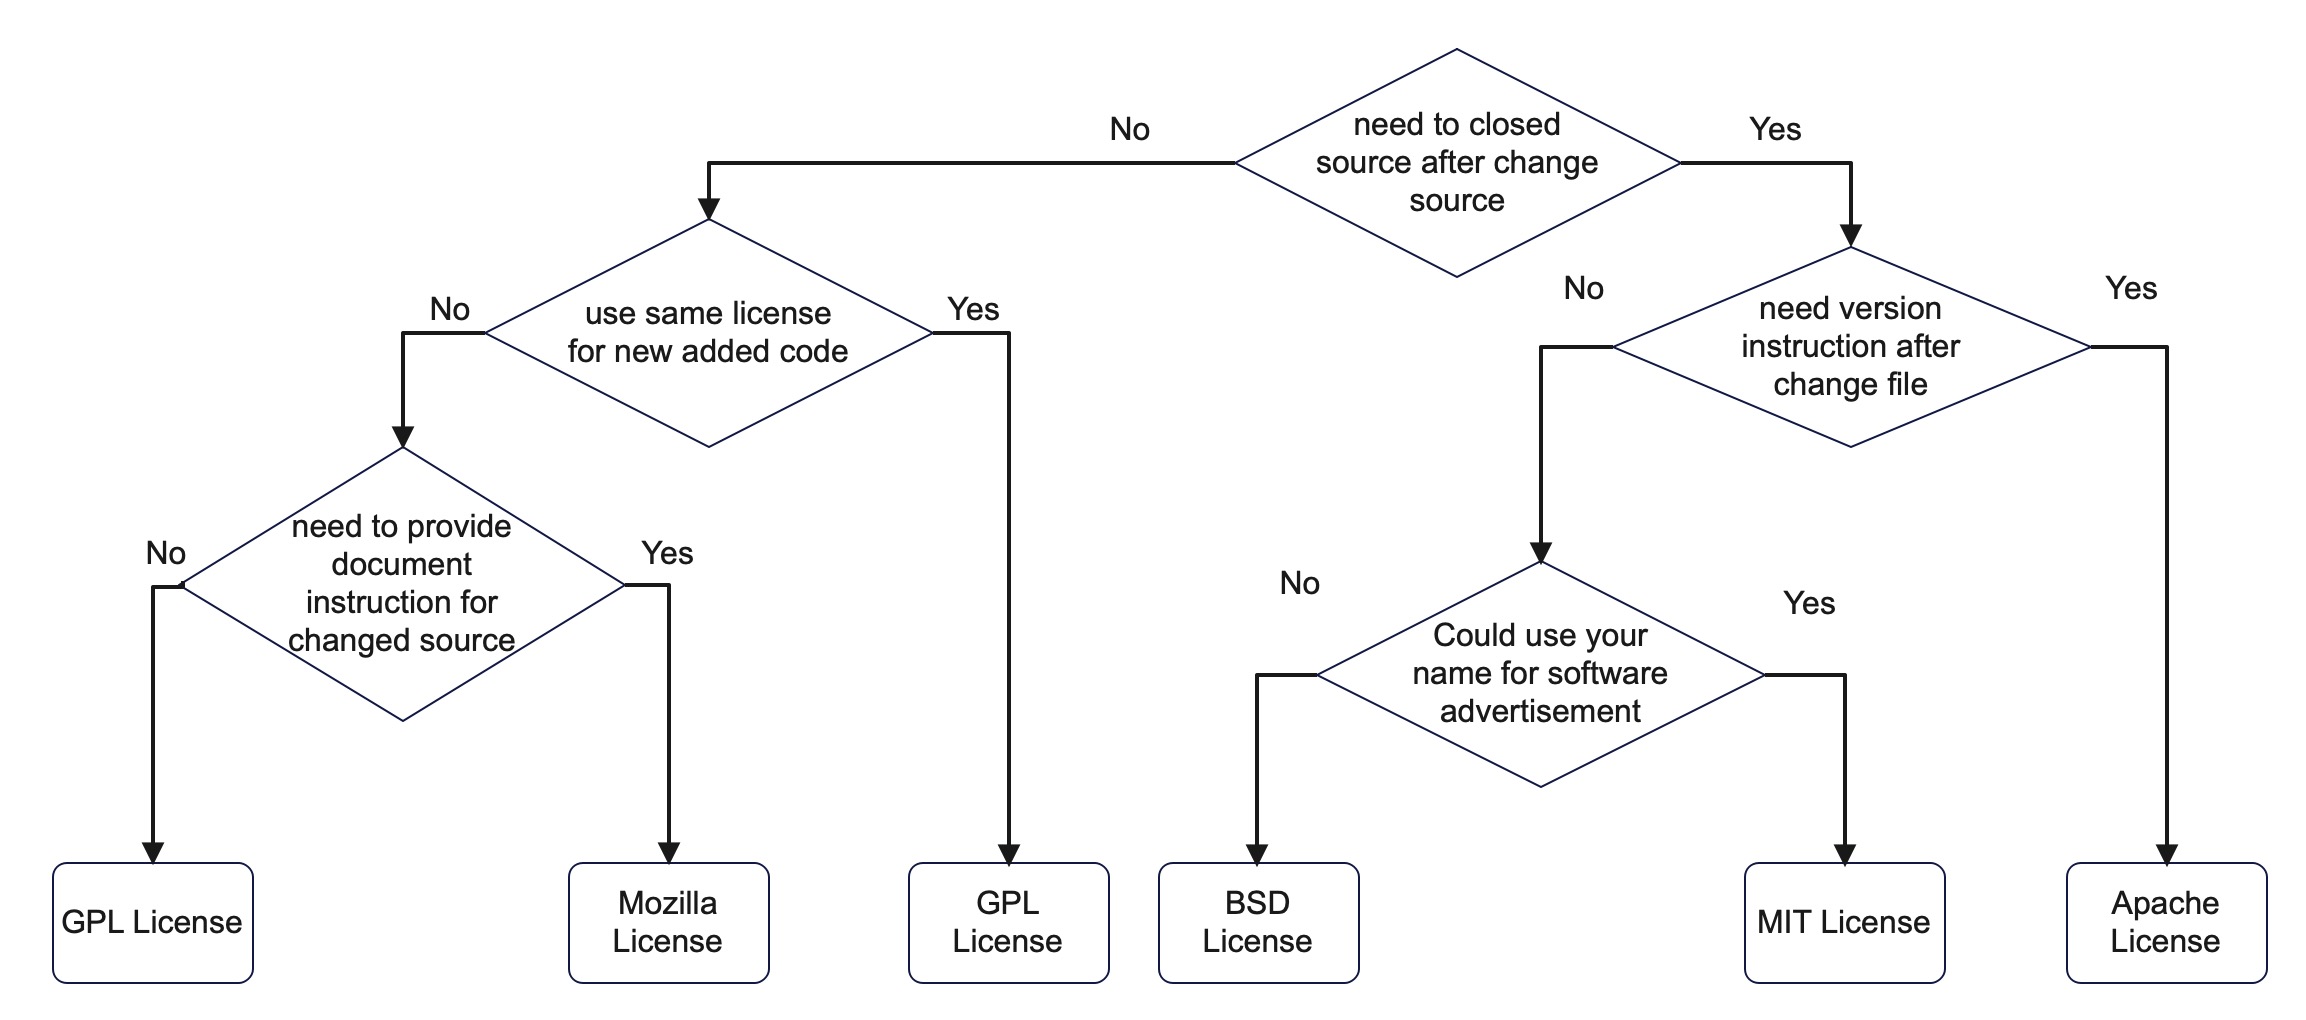 No
Yes
need to closed
source after change
source
No
Yes
use same license
for new added code
No
Yes
need version
instruction after
change file
No
Yes
need to provide
document
instruction for
changed source
No
Yes
Could use your
name for software
advertisement
GPL License
Mozilla
License
GPL
License
BSD
License
MIT License
Apache
License